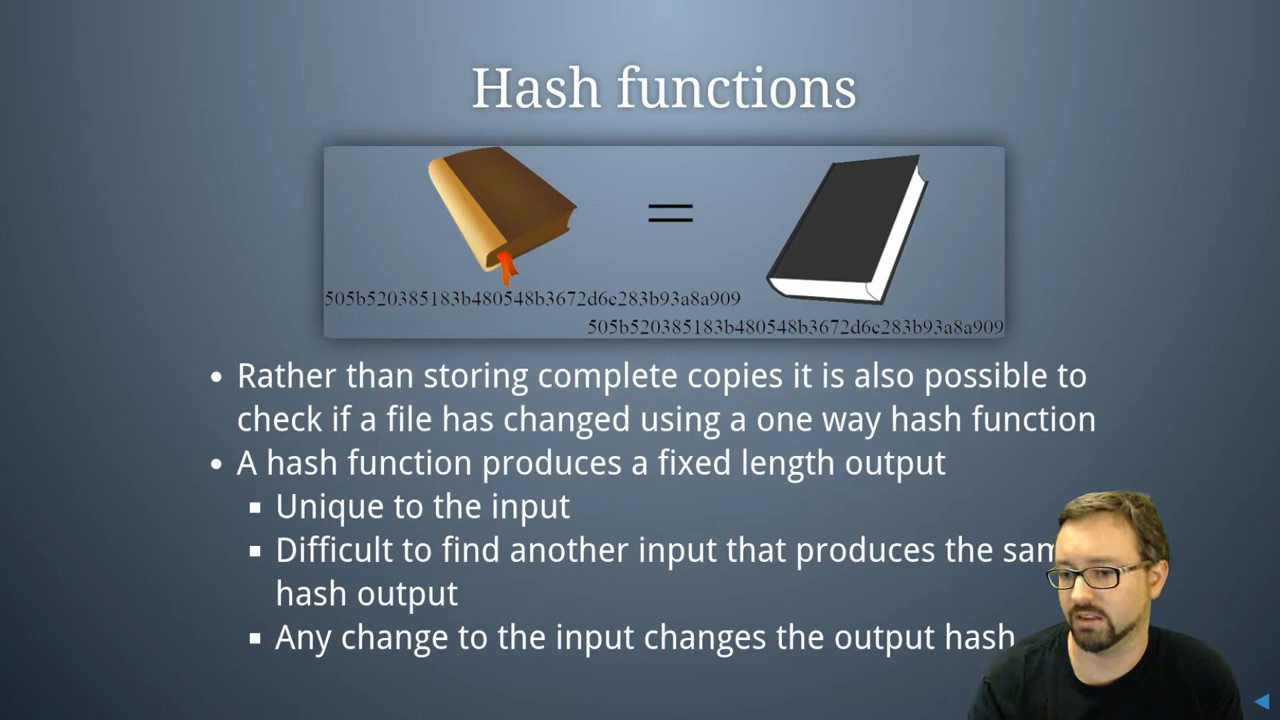 Hash functions
=
505b520385183b480548b3672d6c283b93a8a909
505b520385183b480548b3672d6c283b93a8a909
• Rather than storing complete copies it is also possible to
check if a file has changed using a one way hash function
• A hash function produces a fixed length output
▪ Unique to the input
▪ Difficult to find another input that produces the sam
hash output
▪ Any change to the input changes the output hash